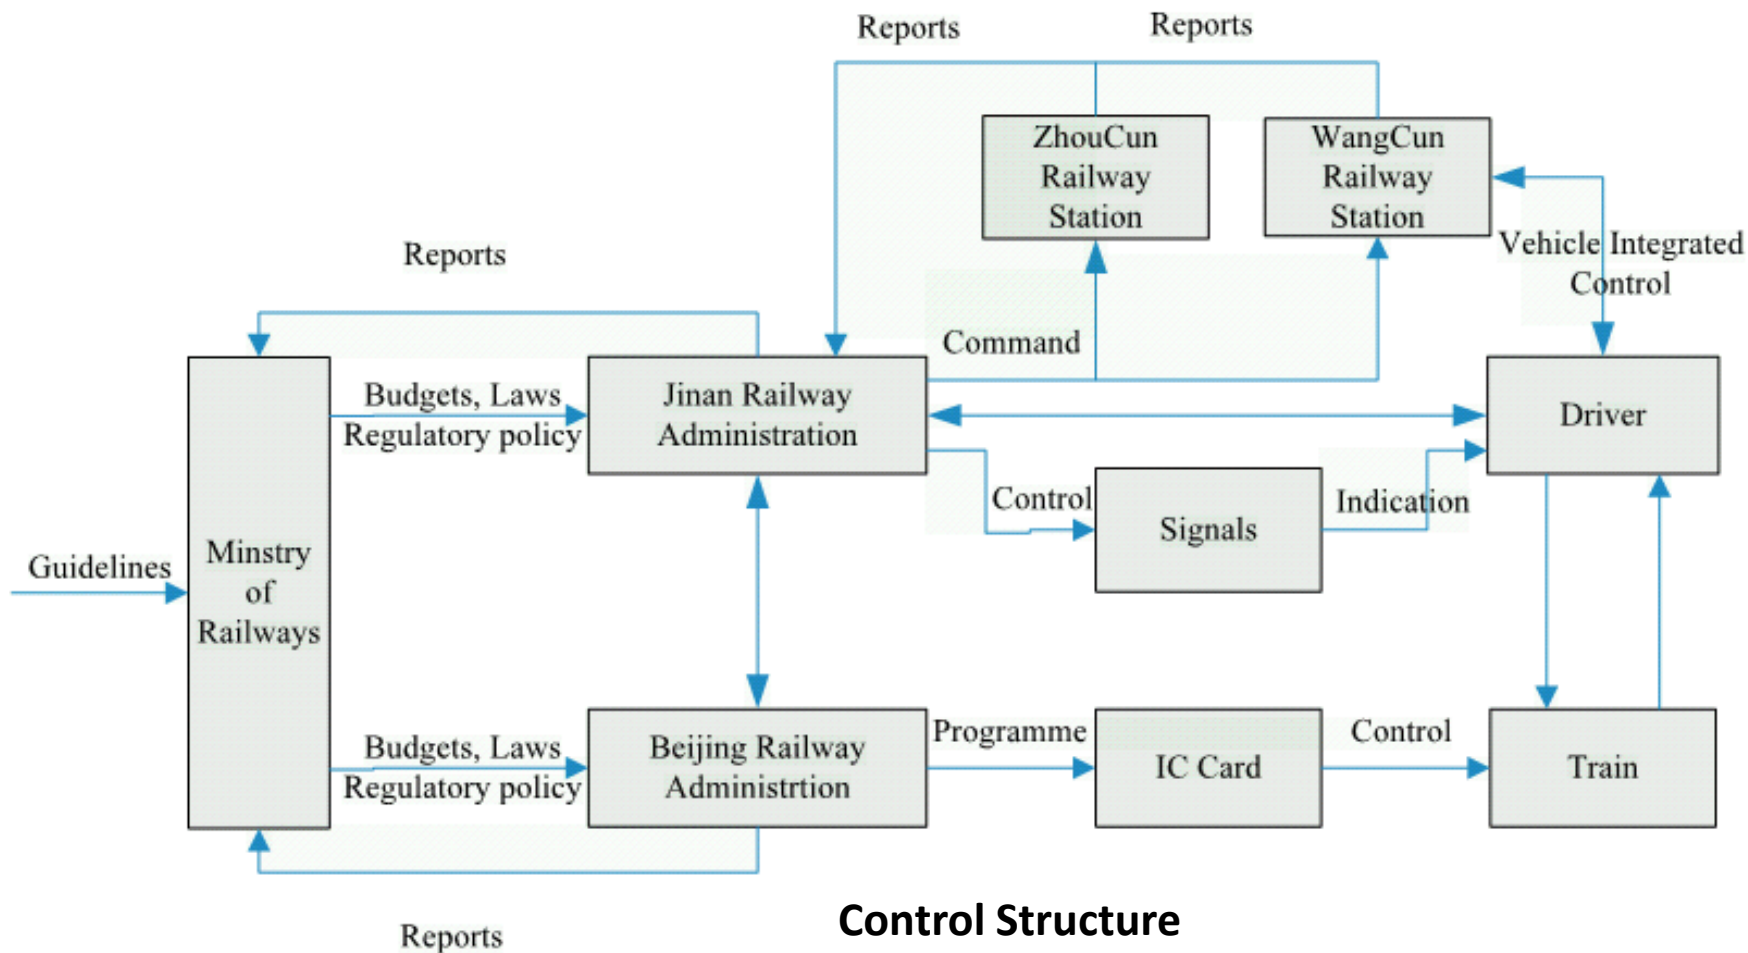 Reports
Reports
ZhouCun
Railway
Station
WangCun
Railway
Station
Reports
Vehicle Integrated
Control
Command
Budgets, Laws
Regulatory policy
Jinan Railway
Administration
Driver
Control
Signals
Indication
Guidelines
Minstry
of
Railways
Budgets, Laws
Regulatory policy
Beijing Railway
Administrtion
Programme
IC Card
Control
Train
Reports
Control Structure